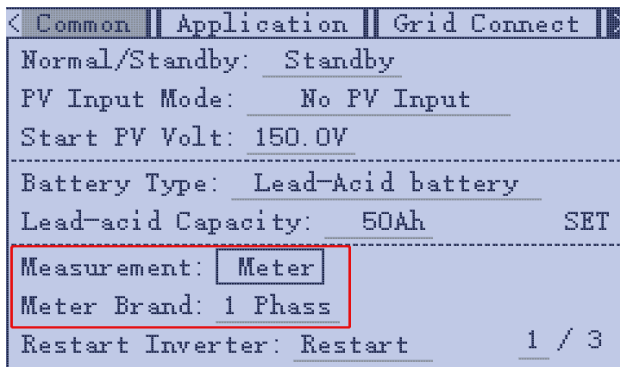 < Common Application Grid Connect
Normal/Standby: Standby
PV Input Mode: No PV Input
Start PV Volt: 150.0V
Battery Type: Lead-Acid battery
Lead-acid Capacity: 50Ah SET
Measurement: Meter
Meter Brand: 1 Phass
Restart Inverter: Restart 1 / 3